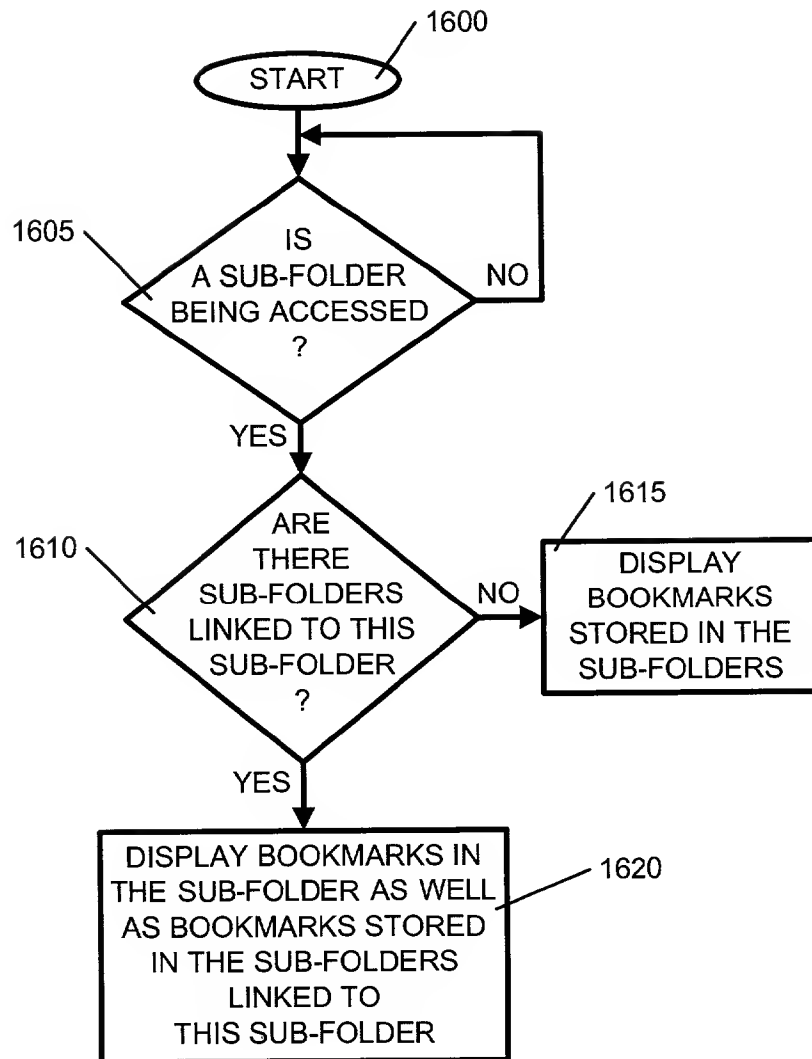 1600
START
1605
IS
A SUB-FOLDER
BEING ACCESSED
?
NO
YES
1610
ARE
THERE
SUB-FOLDERS
LINKED TO THIS
SUB-FOLDER
?
NO
1615
DISPLAY
BOOKMARKS
STORED IN THE
SUB-FOLDERS
YES
1620
DISPLAY BOOKMARKS IN
THE SUB-FOLDER AS WELL
AS BOOKMARKS STORED
IN THE SUB-FOLDERS
LINKED TO
THIS SUB-FOLDER